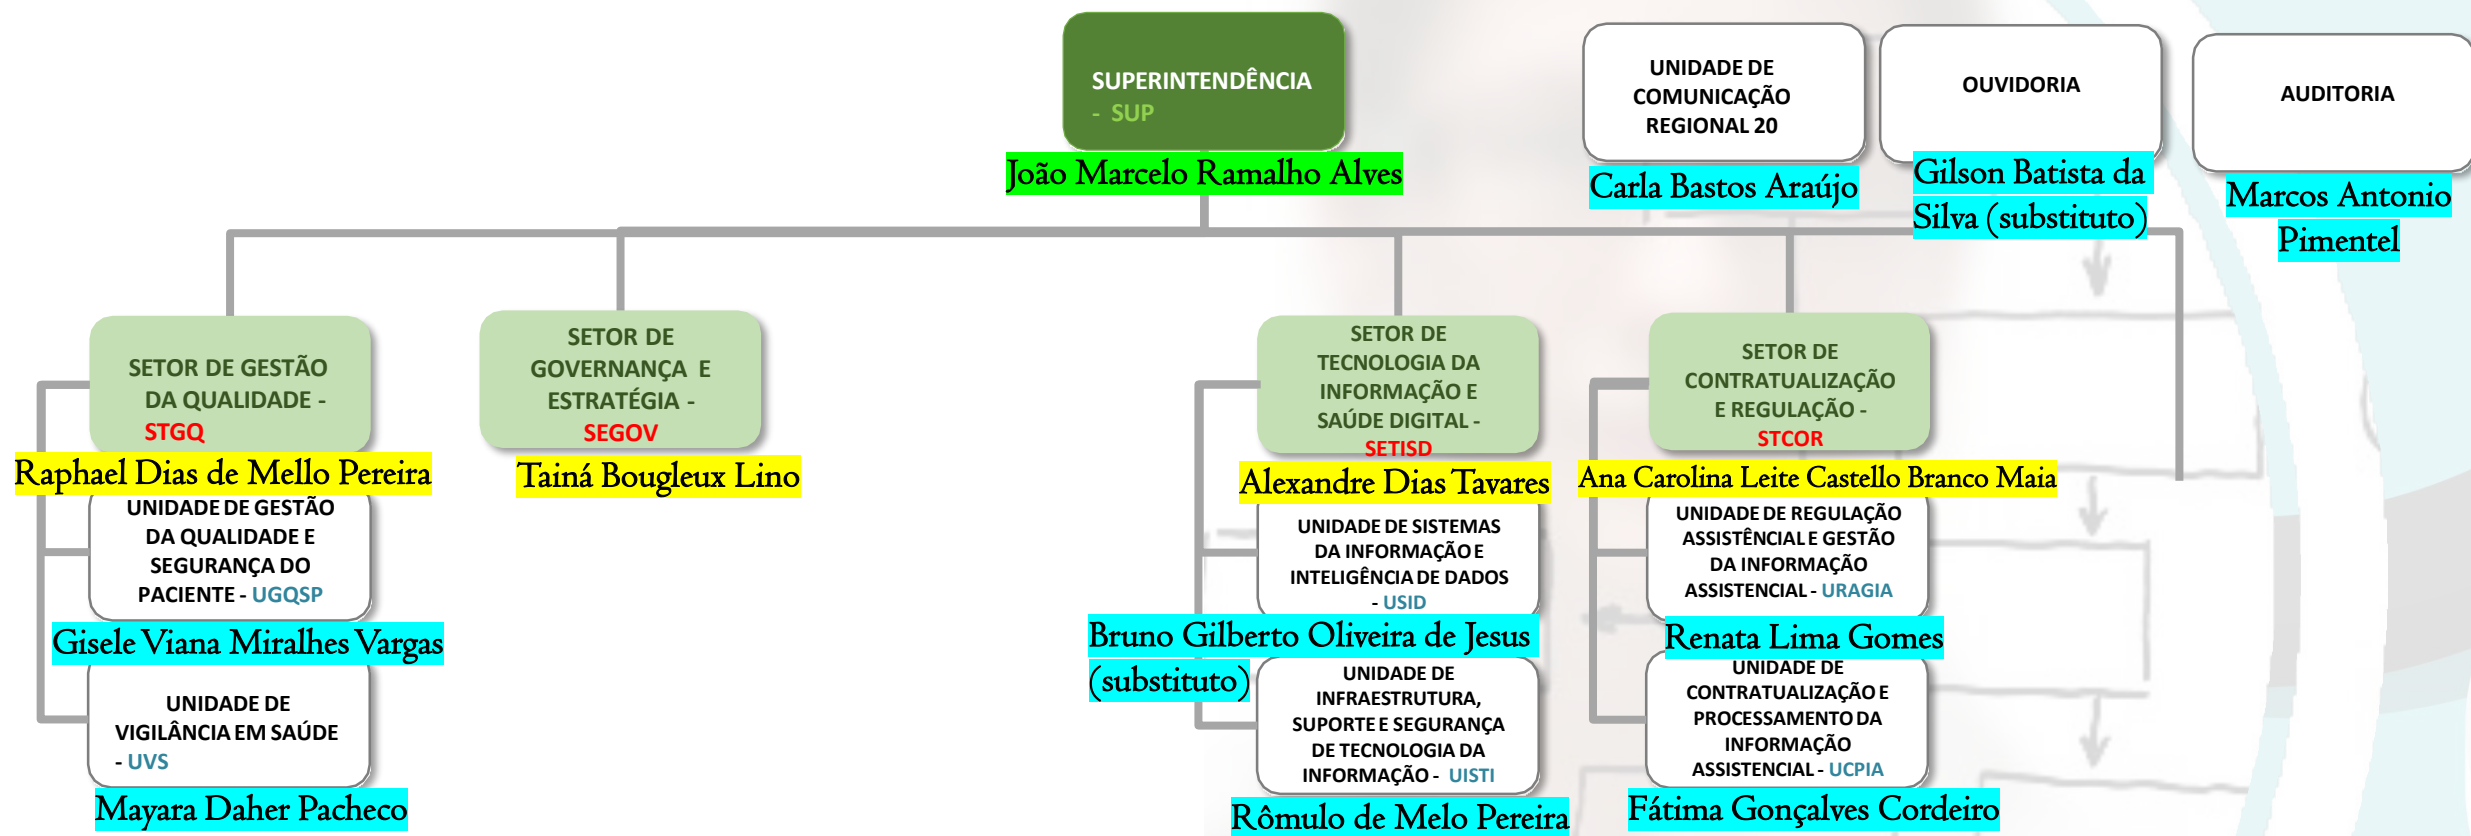 SUPERINTENDÊNCIA
- SUP
João Marcelo Ramalho Alves
UNIDADE DE
COMUNICAÇÃO
REGIONAL 20
Carla Bastos Araújo
OUVIDORIA
Gilson Batista da
Silva (substituto)
AUDITORIA
Marcos Antonio
Pimentel
SETOR DE GESTÃO
DA QUALIDADE -
STGQ
Raphael Dias de Mello Pereira
UNIDADE DE GESTÃO
DA QUALIDADE E
SEGURANÇA DO
PACIENTE - UGQSP
Gisele Viana Miralhes Vargas
UNIDADE DE
VIGILÂNCIA EM SAÚDE
- UVS
Mayara Daher Pacheco
SETOR DE
GOVERNANÇA E
ESTRATÉGIA -
SEGOV
Tainá Bougleux Lino
SETOR DE
TECNOLOGIA DA
INFORMAÇÃO E
SAÚDE DIGITAL -
SETISD
Alexandre Dias Tavares
UNIDADE DE SISTEMAS
DA INFORMAÇÃO E
INTELIGÊNCIA DE DADOS
- USID
Bruno Gilberto Oliveira de Jesus
(substituto)
UNIDADE DE
INFRAESTRUTURA,
SUPORTE E SEGURANÇA
DE TECNOLOGIA DA
INFORMAÇÃO - UISTI
Rômulo de Melo Pereira
SETOR DE
CONTRATUALIZAÇÃO
E REGULAÇÃO -
STCOR
Ana Carolina Leite Castello Branco Maia
UNIDADE DE REGULAÇÃO
ASSISTÊNCIAL E GESTÃO
DA INFORMAÇÃO
ASSISTENCIAL - URAGIA
Renata Lima Gomes
UNIDADE DE
CONTRATUALIZAÇÃO E
PROCESSAMENTO DA
INFORMAÇÃO
ASSISTENCIAL - UCPIA
Fátima Gonçalves Cordeiro